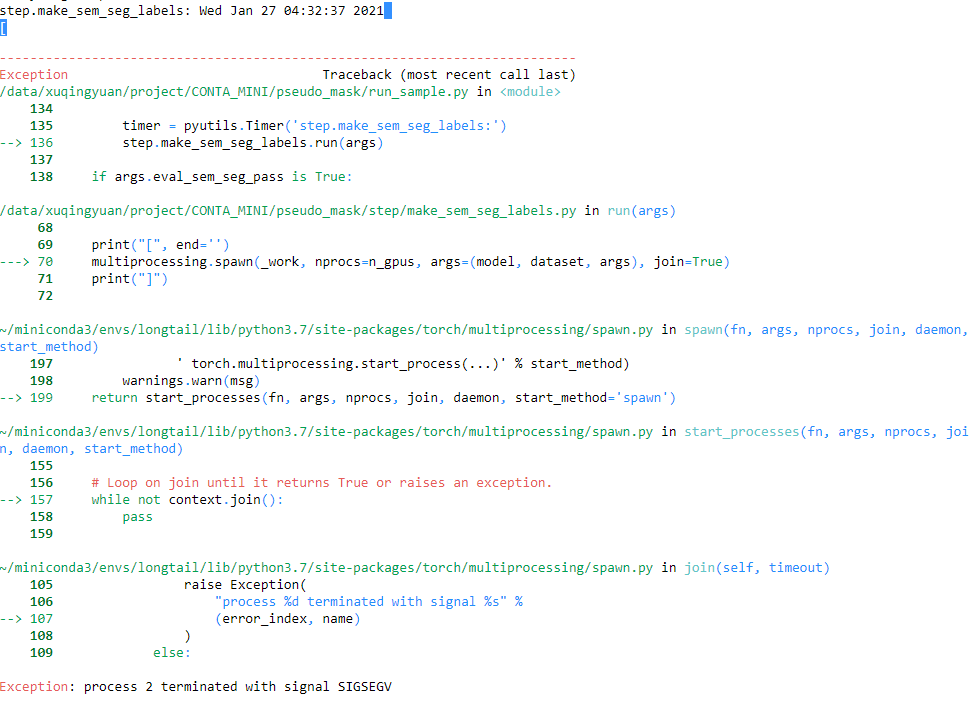 step.make_sem_seg_labels: Wed Jan 27 04:32:37 2021
[
---------------------------------------------------------------------------
Exception                                 Traceback (most recent call last)
/data/xuqingyuan/project/CONTA_MINI/pseudo_mask/run_sample.py in <module>
    134
    135         timer = pyutils.Timer('step.make_sem_seg_labels:')
--> 136         step.make_sem_seg_labels.run(args)
    137
    138     if args.eval_sem_seg_pass is True:
/data/xuqingyuan/project/CONTA_MINI/pseudo_mask/step/make_sem_seg_labels.py in run(args)
     68
     69     print("[", end='')
---> 70     multiprocessing.spawn(_work, nprocs=n_gpus, args=(model, dataset, args), join=True)
     71     print("]")
     72
~/miniconda3/envs/longtail/lib/python3.7/site-packages/torch/multiprocessing/spawn.py in spawn(fn, args, nprocs, join, daemon,
start_method)
    197                ' torch.multiprocessing.start_process(...)' % start_method)
    198         warnings.warn(msg)
--> 199     return start_processes(fn, args, nprocs, join, daemon, start_method='spawn')
~/miniconda3/envs/longtail/lib/python3.7/site-packages/torch/multiprocessing/spawn.py in start_processes(fn, args, nprocs, joi
n, daemon, start_method)
    155
    156     # Loop on join until it returns True or raises an exception.
--> 157     while not context.join():
    158         pass
    159
~/miniconda3/envs/longtail/lib/python3.7/site-packages/torch/multiprocessing/spawn.py in join(self, timeout)
    105                 raise Exception(
    106                     "process %d terminated with signal %s" %
--> 107                     (error_index, name)
    108                 )
    109             else:
Exception: process 2 terminated with signal SIGSEGV